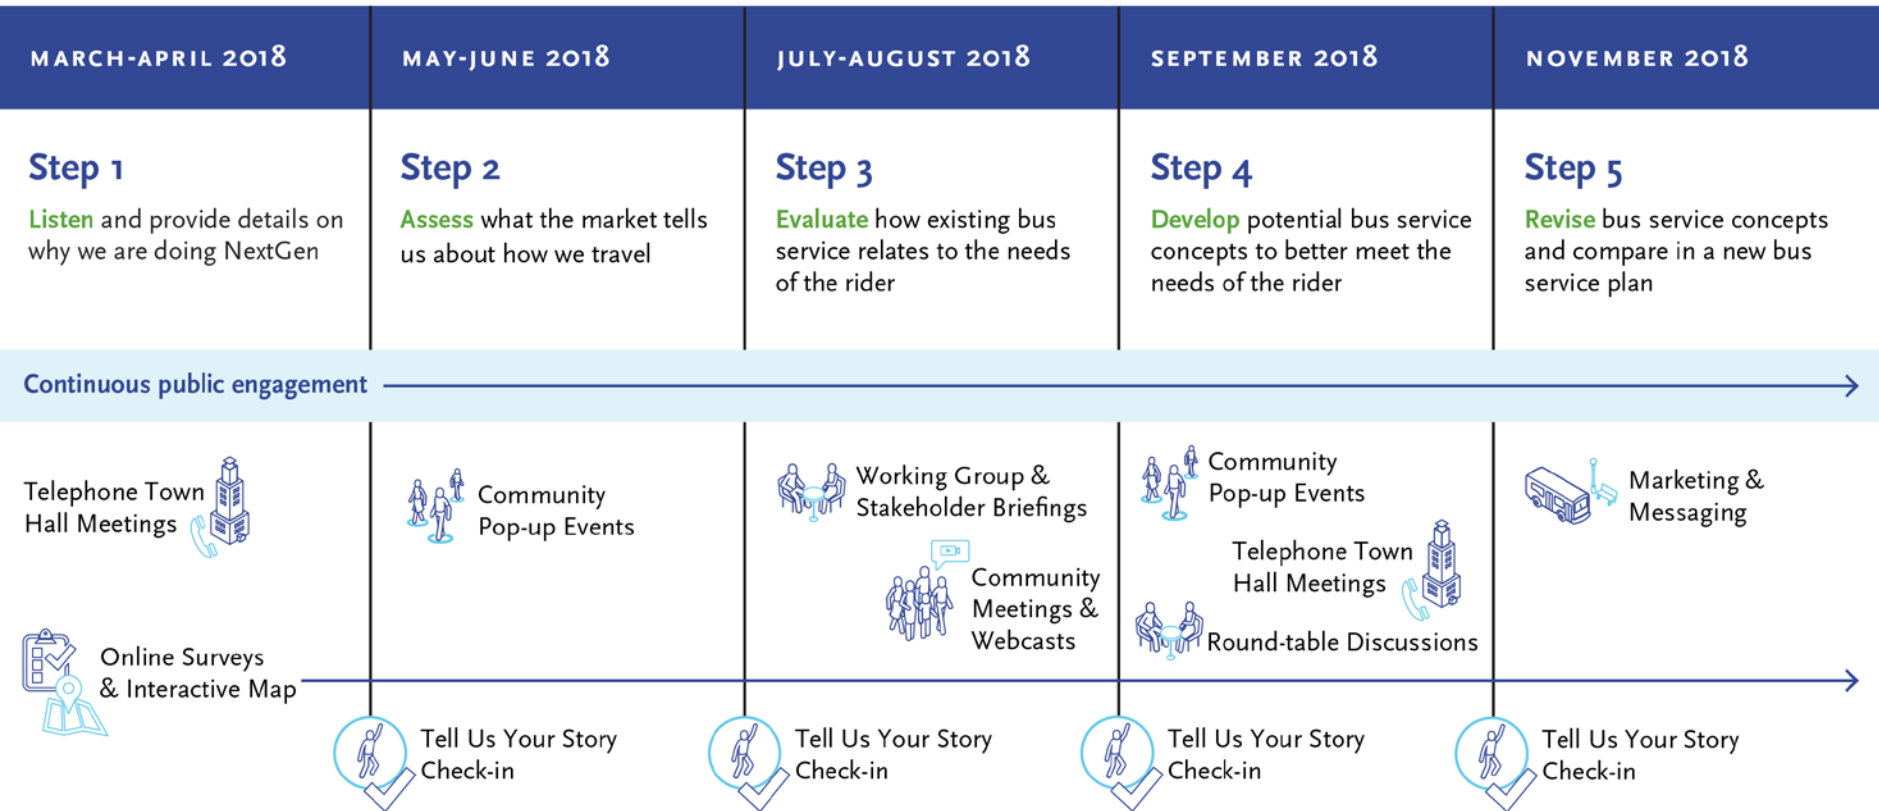 MARCH-APRIL 2018
MAY-JUNE 2018
JULY-AUGUST 2018
SEPTEMBER 2018
NOVEMBER 2018
Step 1
Listen and provide details on
why we are doing NextGen
Step 2
Assess what the market tells
us about how we travel
Step 3
Evaluate how existing bus
service relates to the needs
of the rider
Step 4
Develop potential bus service
concepts to better meet the
needs of the rider
Step 5
Revise bus service concepts
and compare in a new bus
service plan
Continuous public engagement
Telephone Town
Hall Meetings
Online Surveys
& Interactive Map
Community
Pop-up Events
Working Group &
Stakeholder Briefings
Community
Meetings &
Webcasts
Community
Pop-up Events
Telephone Town
Hall Meetings
Round-table Discussions
Marketing &
Messaging
Tell Us Your Story
Check-in
Tell Us Your Story
Check-in
Tell Us Your Story
Check-in
Tell Us Your Story
Check-in